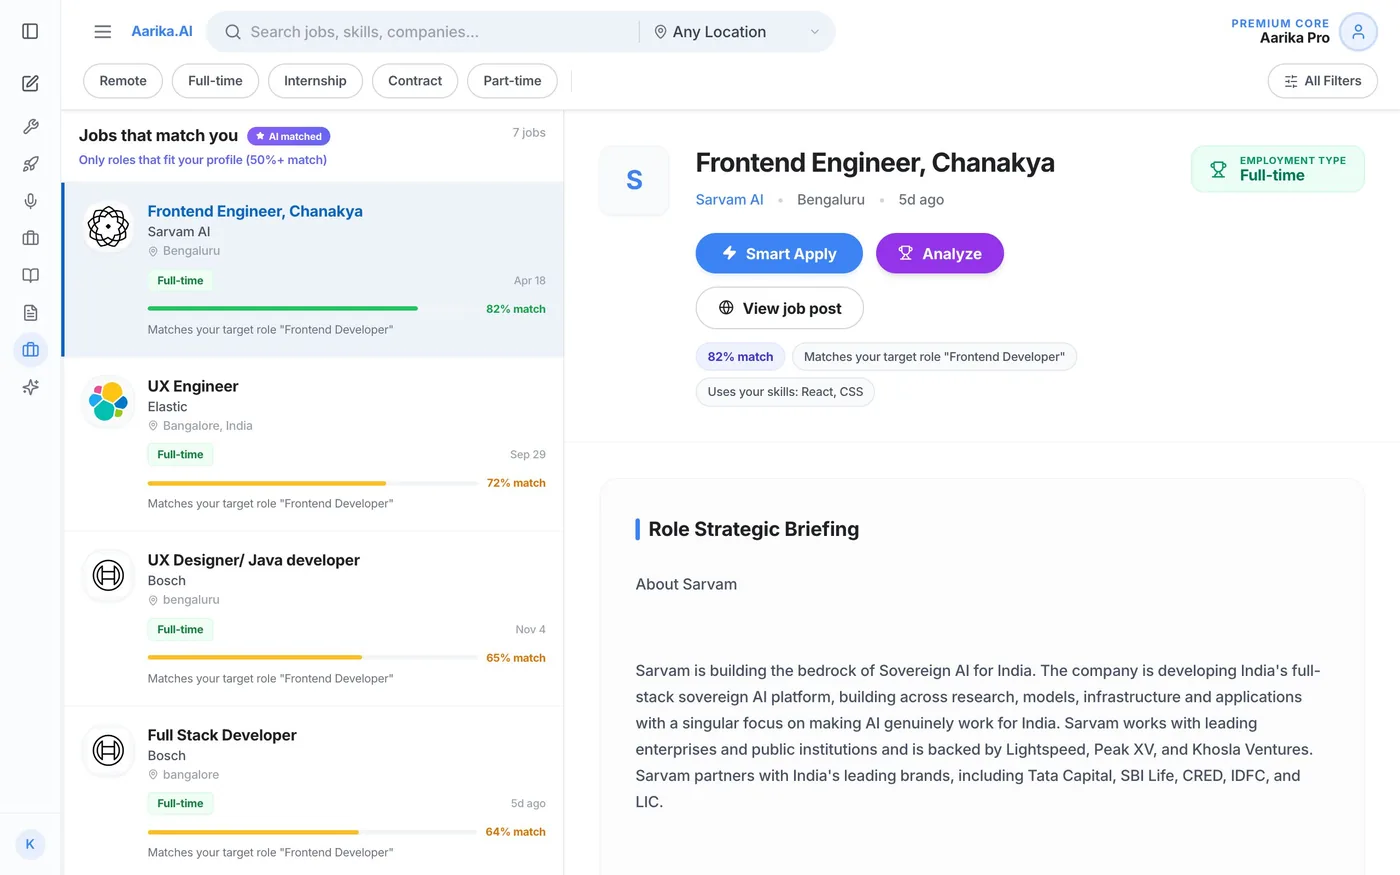 Aarika.AI
Search jobs, skills, companies...
Any Location
PREMIUM CORE
Aarika Pro
Remote
Full-time
Internship
Contract
Part-time
All Filters
Jobs that match you
AI matched
7 jobs
Only roles that fit your profile (50%+ match)
Frontend Engineer, Chanakya
Sarvam AI
Bengaluru
Full-time
Apr 18
82% match
Matches your target role "Frontend Developer"
UX Engineer
Elastic
Bangalore, India
Full-time
Sep 29
72% match
Matches your target role "Frontend Developer"
UX Designer/ Java developer
Bosch
bengaluru
Full-time
Nov 4
65% match
Matches your target role "Frontend Developer"
Full Stack Developer
Bosch
bangalore
Full-time
5d ago
64% match
Matches your target role "Frontend Developer"
K
S
Frontend Engineer, Chanakya
Sarvam AI • Bengaluru • 5d ago
EMPLOYMENT TYPE
Full-time
Smart Apply
Analyze
View job post
82% match
Matches your target role "Frontend Developer"
Uses your skills: React, CSS
Role Strategic Briefing
About Sarvam
Sarvam is building the bedrock of Sovereign AI for India. The company is developing India's full-
stack sovereign AI platform, building across research, models, infrastructure and applications
with a singular focus on making AI genuinely work for India. Sarvam works with leading
enterprises and public institutions and is backed by Lightspeed, Peak XV, and Khosla Ventures.
Sarvam partners with India's leading brands, including Tata Capital, SBI Life, CRED, IDFC, and
LIC.